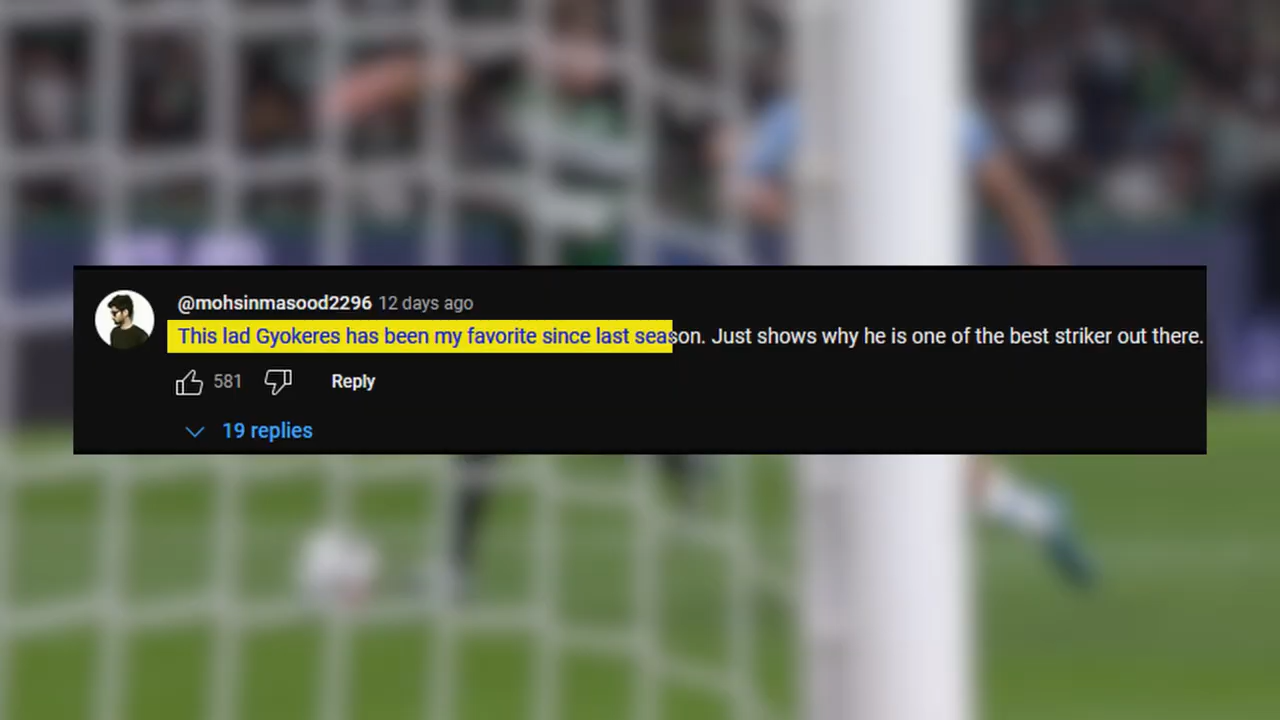 @mohsinmasood2296 12 days ago
This lad Gyokeres has been my favorite since last season. Just shows why he is one of the best striker out there.
581 Reply
19 replies